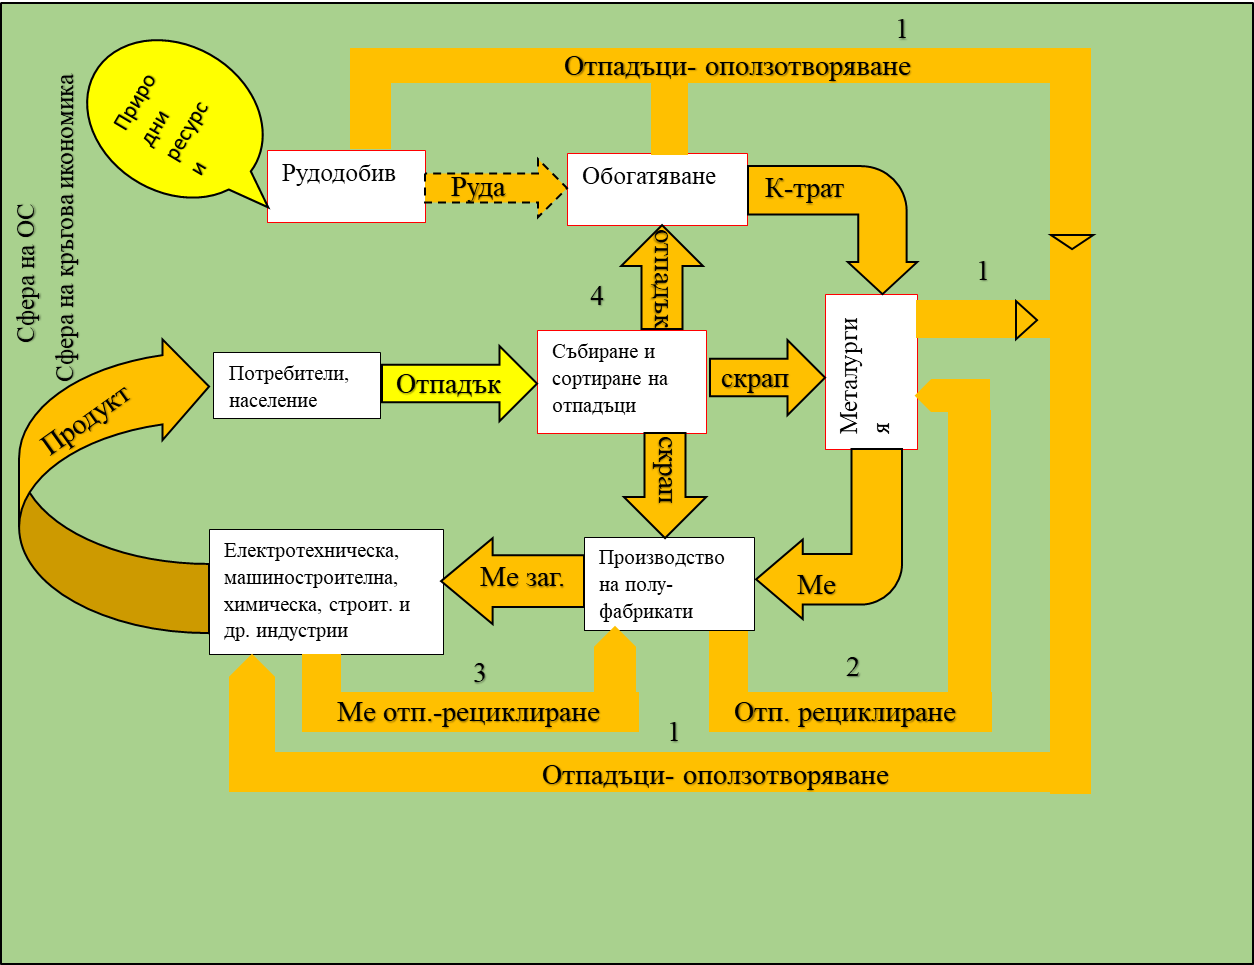 1
Отпадъци- оползотворяване
Приро
дни
ресурс
и
Рудодобив
Руда
Обогатяване
К-трат
Сфера на ОС
Сфера на кръгова икономика
отпадък
4
1
Металурги
я
Продукт
Потребители,
население
Отпадък
Събиране и
сортиране на
отпадъци
скрап
скрап
Електротехническа,
машиностроителна,
химическа, строит. и
др. индустрии
Ме заг.
Производство
на полу-
фабрикати
Ме
3
2
Ме отп.-рециклиране
Отп. рециклиране
1
Отпадъци- оползотворяване